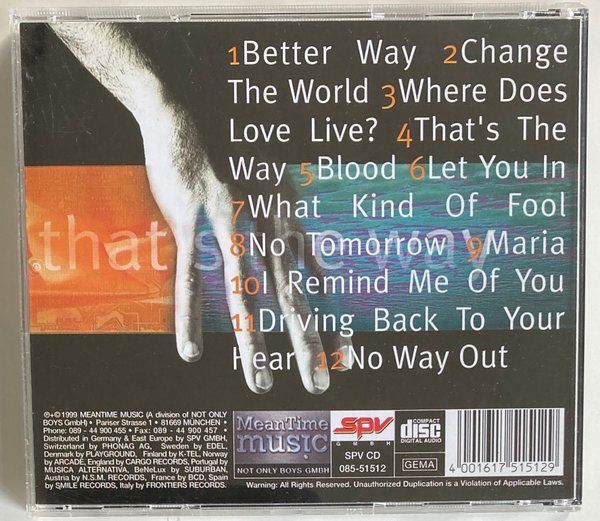 1Better Way 2Change
The World 3Where Does
Love Live? 4That's The
Way 5Blood 6Let You In
7What Kind Of Fool
8No Tomorrow 9Maria
10I Remind Me Of You
11Driving Back To Your
Heart 12No Way Out
that's the way
℗+© 1999 MEANTIME MUSIC (A division of NOT ONLY
BOYS GmbH) • Pariser Strasse 1 • 81669 MÜNCHEN •
Phone: 089 - 44 900 455 • Fax: 089 - 44 900 457 •
Distributed in Germany & East Europe by SPV GMBH,
Switzerland by PHONAG AG, Sweden by EDEL,
Denmark by PLAYGROUND, Finland by K-TEL, Norway
by ARCADE, England by CARGO RECORDS, Portugal by
MUSICA ALTERNATIVA, BeNeLux by SUBURBAN,
Austria by N.S.M. RECORDS, France by BCD, Spain
by SMILE RECORDS, Italy by FRONTIERS RECORDS.
MeanTime
music
NOT ONLY BOYS GMBH
SPV
GMBH
SPV CD
085-51512
COMPACT
disc
DIGITAL AUDIO
GEMA
4 001617 515129
Warning: All Rights Reserved. Unauthorized Duplication is a Violation of Applicable Laws.